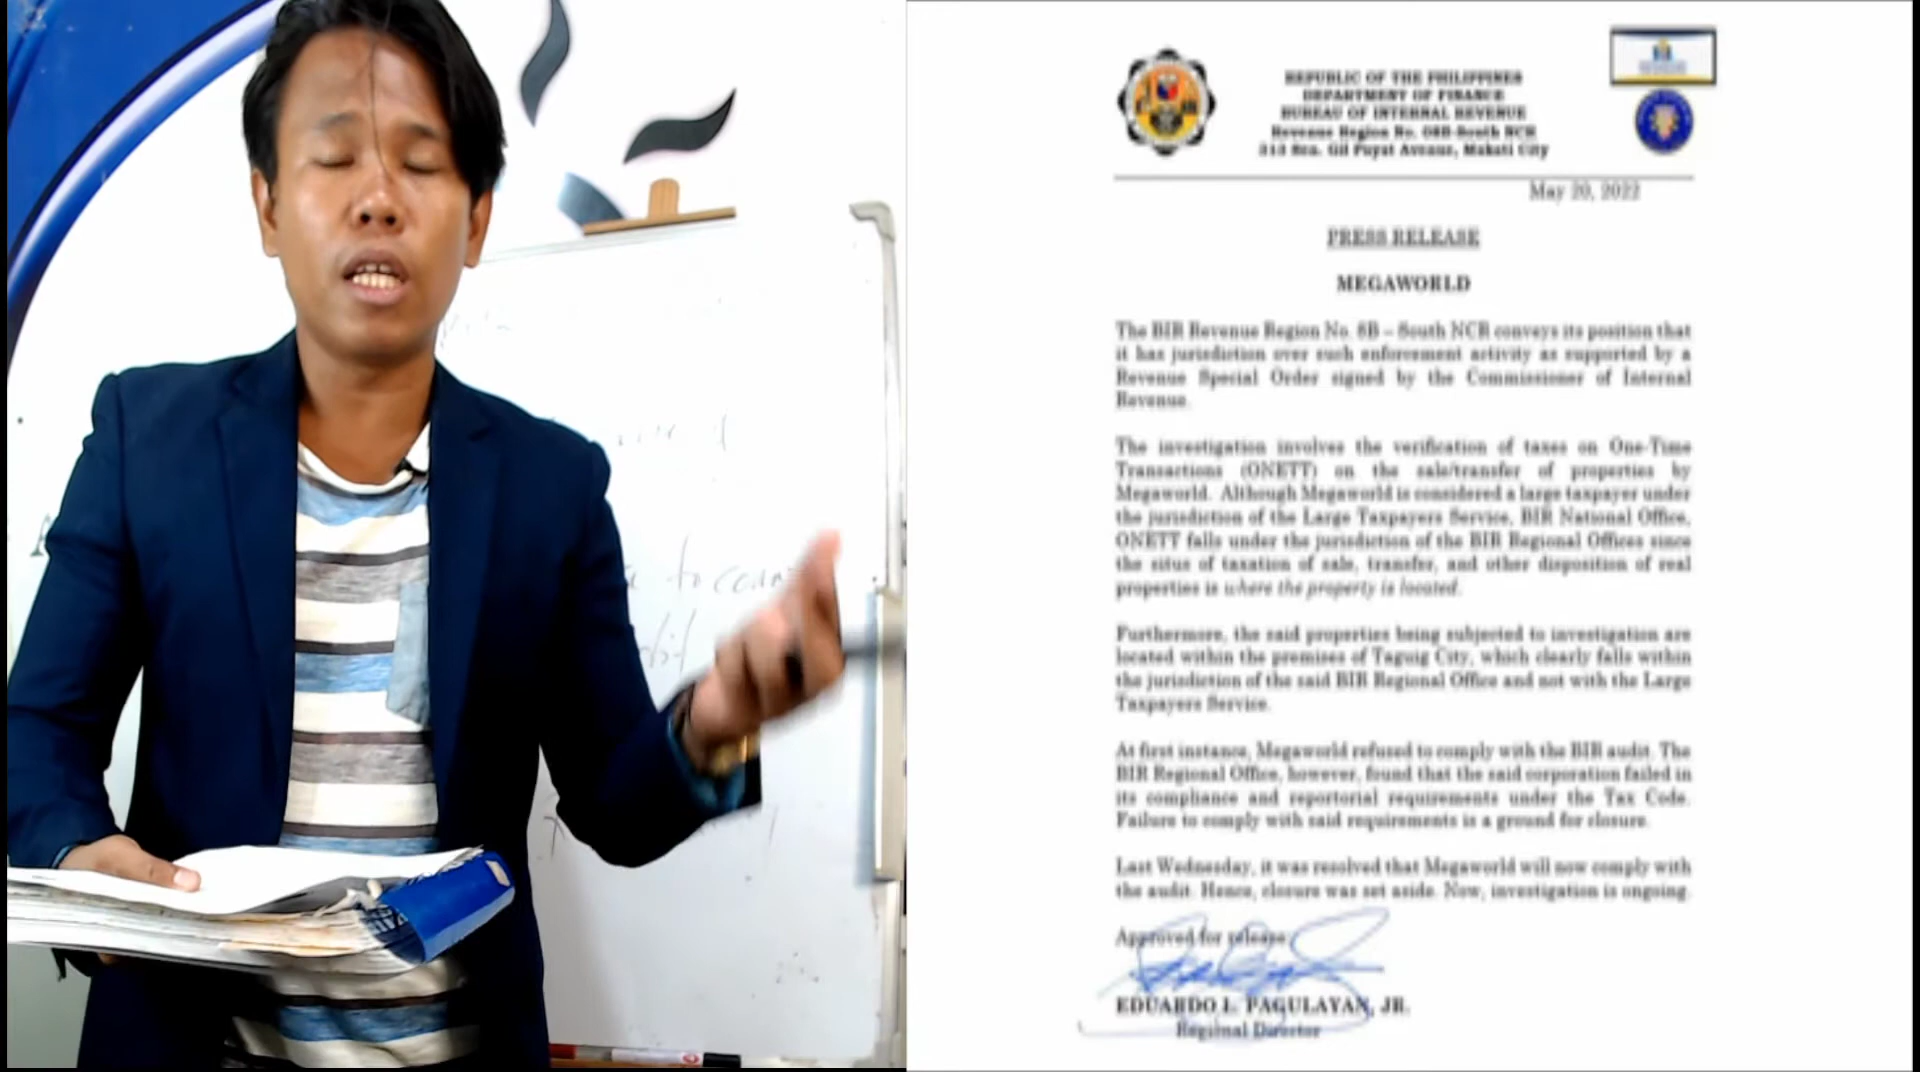 to coun
REPUBLIC OF THE PHILIPPINES
DEPARTMENT OF FINANCE
BUREAU OF INTERNAL REVENUE
Revenue Region No. 08B-South NCR
313 Sen. Gil Puyat Avenue, Makati City
May 20, 2022
PRESS RELEASE
MEGAWORLD
The BIR Revenue Region No. 8B – South NCR conveys its position that
it has jurisdiction over such enforcement activity as supported by a
Revenue Special Order signed by the Commissioner of Internal
Revenue.
The investigation involves the verification of taxes on One-Time
Transactions (ONETT) on the sale/transfer of properties by
Megaworld. Although Megaworld is considered a large taxpayer under
the jurisdiction of the Large Taxpayers Service, BIR National Office,
ONETT falls under the jurisdiction of the BIR Regional Offices since
the situs of taxation of sale, transfer, and other disposition of real
properties is where the property is located.
Furthermore, the said properties being subjected to investigation are
located within the premises of Taguig City, which clearly falls within
the jurisdiction of the said BIR Regional Office and not with the Large
Taxpayers Service.
At first instance, Megaworld refused to comply with the BIR audit. The
BIR Regional Office, however, found that the said corporation failed in
its compliance and reportorial requirements under the Tax Code.
Failure to comply with said requirements is a ground for closure.
Last Wednesday, it was resolved that Megaworld will now comply with
the audit. Hence, closure was set aside. Now, investigation is ongoing.
Approved for release:
EDUARDO L. PAGULAYAN, JR.
Regional Director